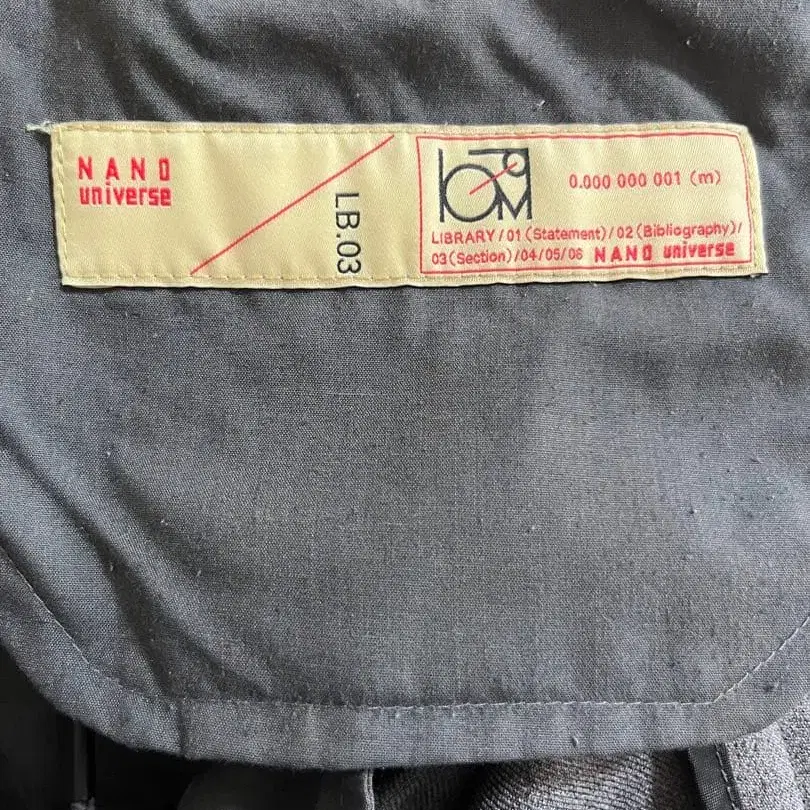 NANO
universe
LB.03
0.000 000 001 (m)
LIBRARY/01(Statement)/02(Bibliography)/
03(Section)/04/05/06 NANO universe